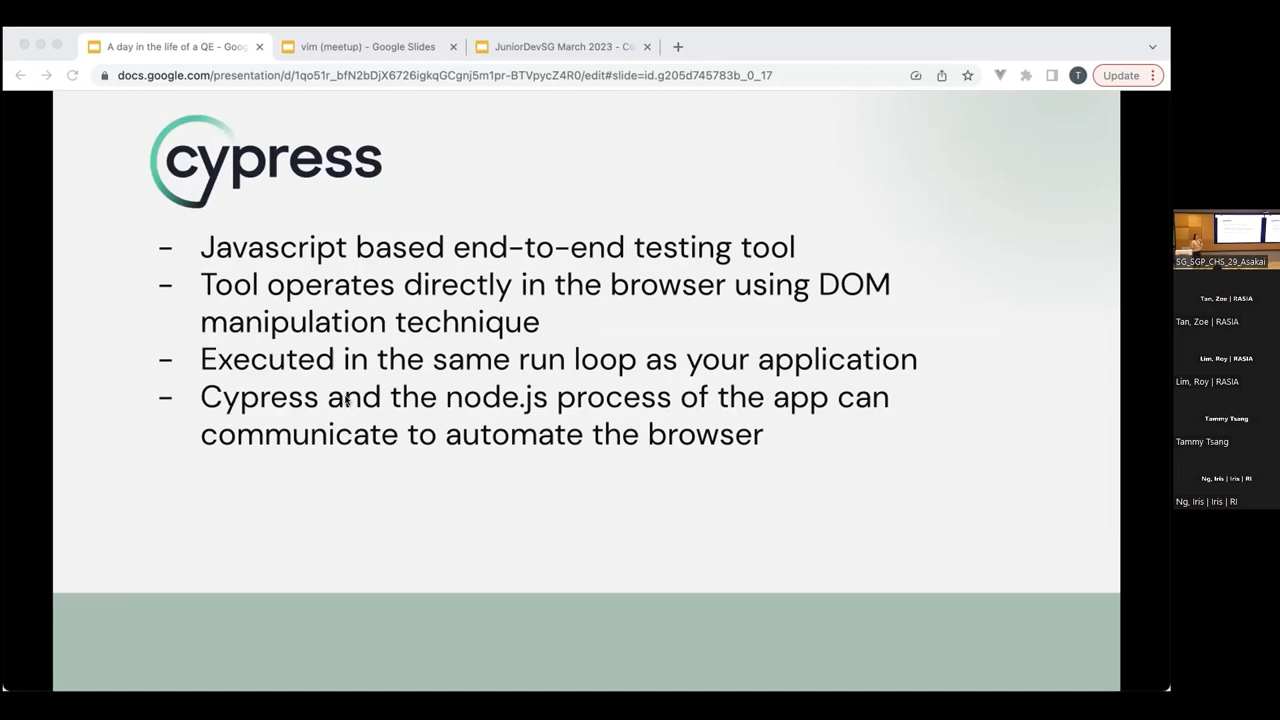 A day in the life of a QE - Goog
vim (meetup) - Google Slides
JuniorDevSG March 2023 - Co
docs.google.com/presentation/d/1qo51r_bfN2bDjX6726igkqGCgnj5m1pr-BTVpycZ4R0/edit#slide=id.g205d745783b_0_17
T
Update
cypress
- Javascript based end-to-end testing tool
- Tool operates directly in the browser using DOM
manipulation technique
- Executed in the same run loop as your application
- Cypress and the node.js process of the app can
communicate to automate the browser
SG_SGP_CHS_29_Asakai
Tan, Zoe | RASIA
Tan, Zoe | RASIA
Lim, Roy | RASIA
Lim, Roy | RASIA
Tammy Tsang
Tammy Tsang
Ng, Iris | Iris | RI
Ng, Iris | Iris | RI